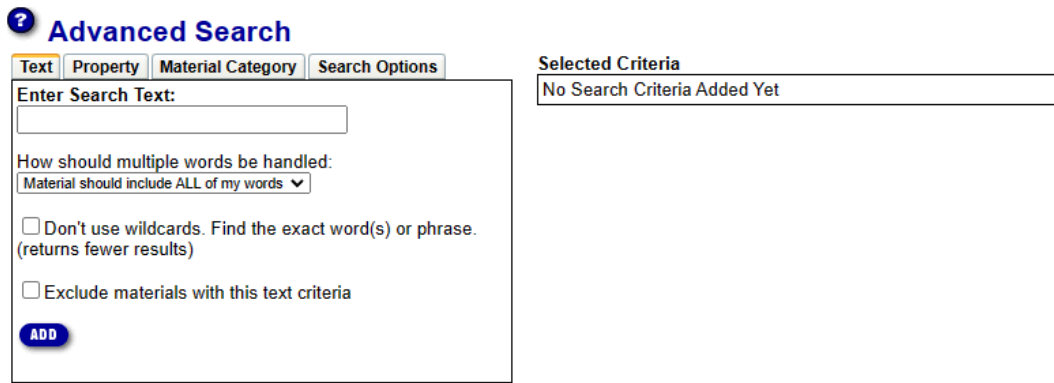 ?
Advanced Search
Text Property Material Category Search Options
Enter Search Text:
How should multiple words be handled:
Material should include ALL of my words
Don't use wildcards. Find the exact word(s) or phrase.
(returns fewer results)
Exclude materials with this text criteria
ADD
Selected Criteria
No Search Criteria Added Yet